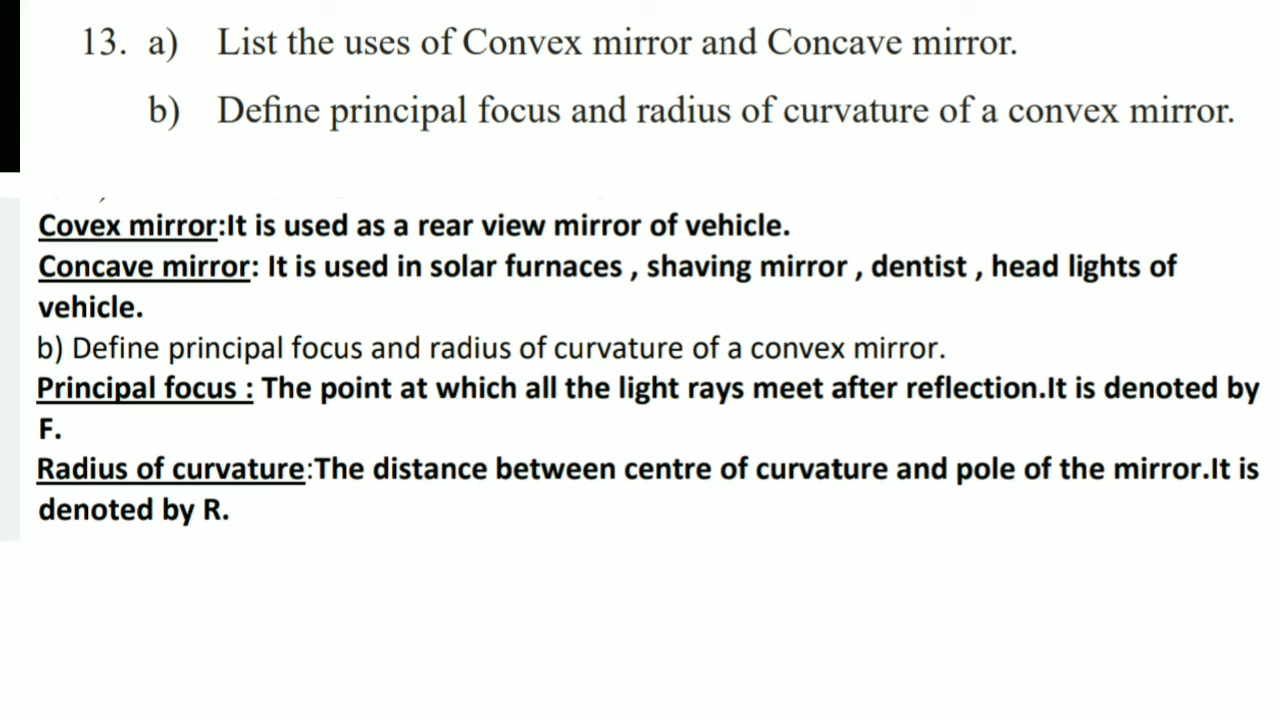 13. a) List the uses of Convex mirror and Concave mirror.
b) Define principal focus and radius of curvature of a convex mirror.
Covex mirror:It is used as a rear view mirror of vehicle.
Concave mirror: It is used in solar furnaces , shaving mirror , dentist , head lights of
vehicle.
b) Define principal focus and radius of curvature of a convex mirror.
Principal focus : The point at which all the light rays meet after reflection.It is denoted by
F.
Radius of curvature:The distance between centre of curvature and pole of the mirror.It is
denoted by R.